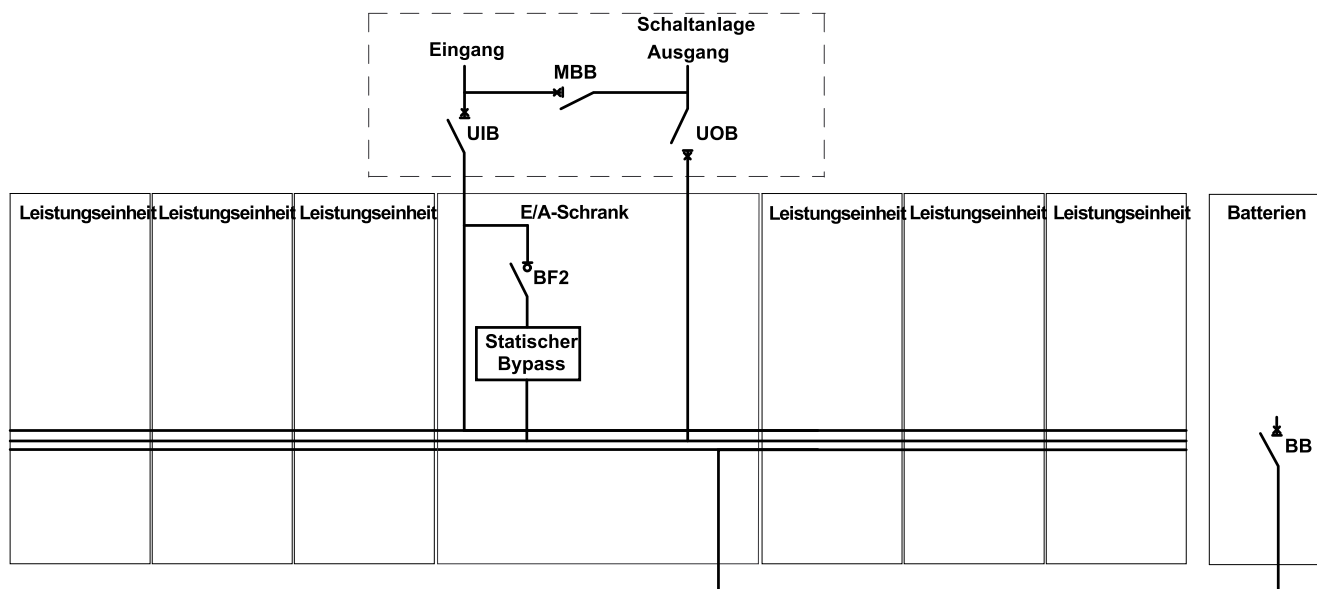 Schaltanlage
Eingang
Ausgang
MBB
UIB
UOB
Leistungseinheit
Leistungseinheit
Leistungseinheit
E/A-Schrank
Leistungseinheit
Leistungseinheit
Leistungseinheit
Batterien
BF2
Statischer
Bypass
BB